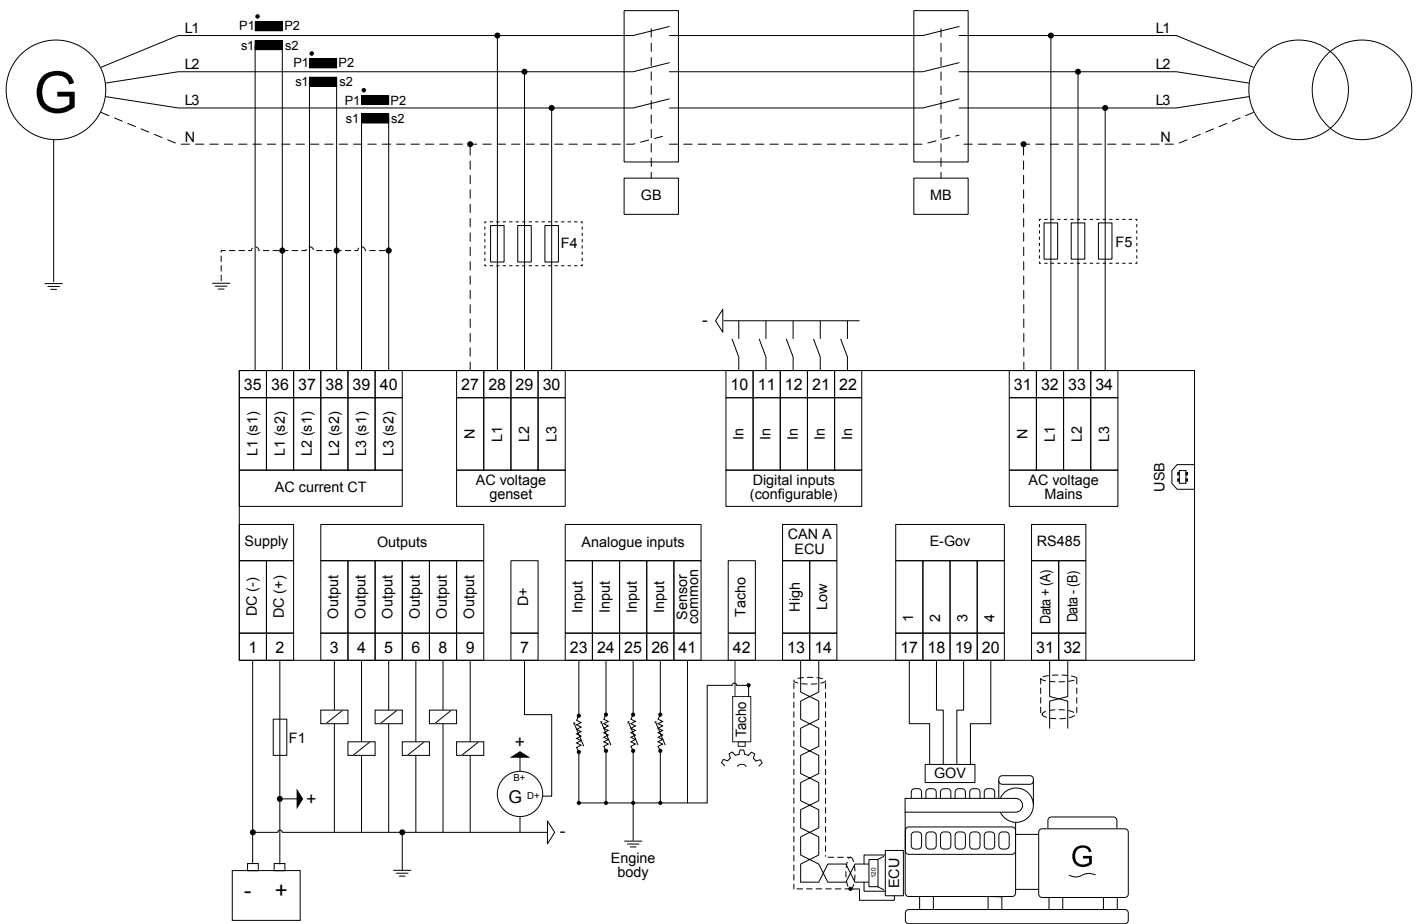 P1 P2
L1
s1 s2
L1
P1 P2
L2
s1 s2
L2
G
P1 P2
L3
s1 s2
L3
N
N
GB
MB
F4
F5
-
35 36 37 38 39 40
27 28 29 30
10 11 12 21 22
31 32 33 34
L1 (s1)
L1 (s2)
L2 (s1)
L2 (s2)
L3 (s1)
L3 (s2)
N
L1
L2
L3
In
In
In
In
In
N
L1
L2
L3
AC current CT
AC voltage
genset
Digital inputs
(configurable)
AC voltage
Mains
USB
Supply
Outputs
Analogue inputs
CAN A
ECU
E-Gov
RS485
DC (-)
DC (+)
Output
Output
Output
Output
Output
Output
D+
Input
Input
Input
Input
Sensor
common
Tacho
High
Low
1
2
3
4
Data + (A)
Data - (B)
1 2
3 4 5 6 8 9
7
23 24 25 26 41
42
13 14
17 18 19 20
31 32
F1
+
+
B+
G D+
-
Tacho
GOV
Engine
body
120
ECU
G
- +